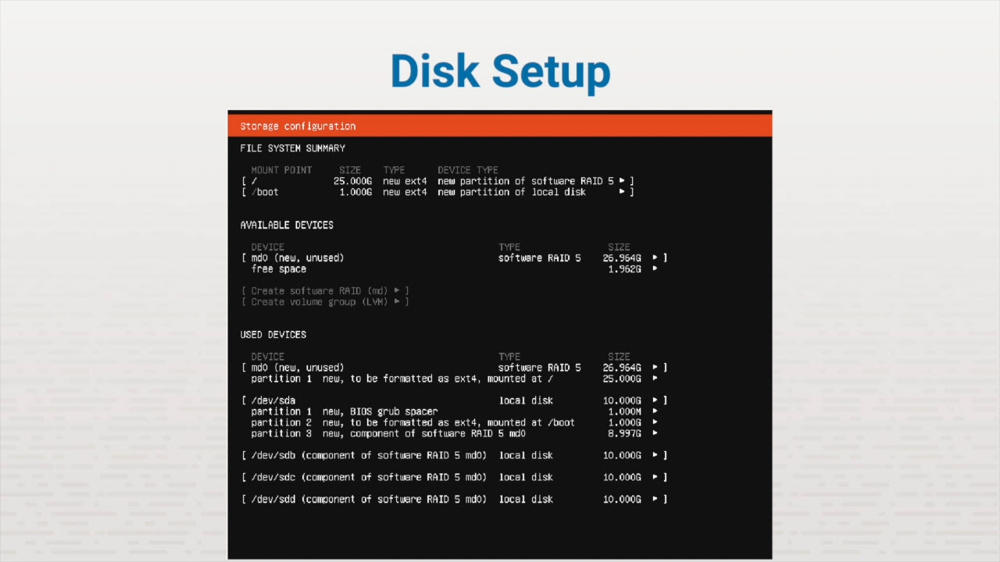 Disk Setup
Storage configuration
FILE SYSTEM SUMMARY
MOUNT POINT SIZE TYPE DEVICE TYPE
[ / 25.000G new ext4 new partition of software RAID 5 ▸ ]
[ /boot 1.000G new ext4 new partition of local disk ▸ ]
AVAILABLE DEVICES
DEVICE TYPE SIZE
[ md0 (new, unused) software RAID 5 26.964G ▸ ]
free space 1.962G ▸
[ Create software RAID (md) ▸ ]
[ Create volume group (LVM) ▸ ]
USED DEVICES
DEVICE TYPE SIZE
[ md0 (new, unused) software RAID 5 26.964G ▸ ]
partition 1 new, to be formatted as ext4, mounted at / 25.000G ▸
[ /dev/sda local disk 10.000G ▸ ]
partition 1 new, BIOS grub spacer 1.000M ▸
partition 2 new, to be formatted as ext4, mounted at /boot 1.000G ▸
partition 3 new, component of software RAID 5 md0 8.997G ▸
[ /dev/sdb (component of software RAID 5 md0) local disk 10.000G ▸ ]
[ /dev/sdc (component of software RAID 5 md0) local disk 10.000G ▸ ]
[ /dev/sdd (component of software RAID 5 md0) local disk 10.000G ▸ ]